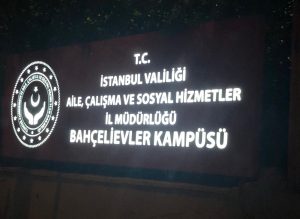 T.C.
İSTANBUL VALİLİĞİ
AİLE, ÇALIŞMA VE SOSYAL HİZMETLER
İL MÜDÜRLÜĞÜ
BAHÇELİEVLER KAMPÜSÜ